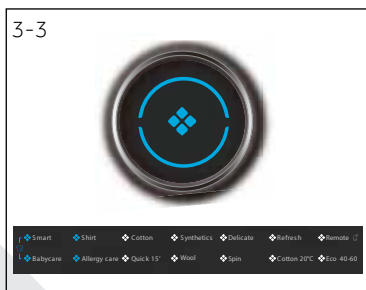 3-3
Smart Shirt Cotton Synthetics Delicate Refresh Remote
Babycare Allergy care Quick 15' Wool Spin Cotton 20°C Eco 40-60